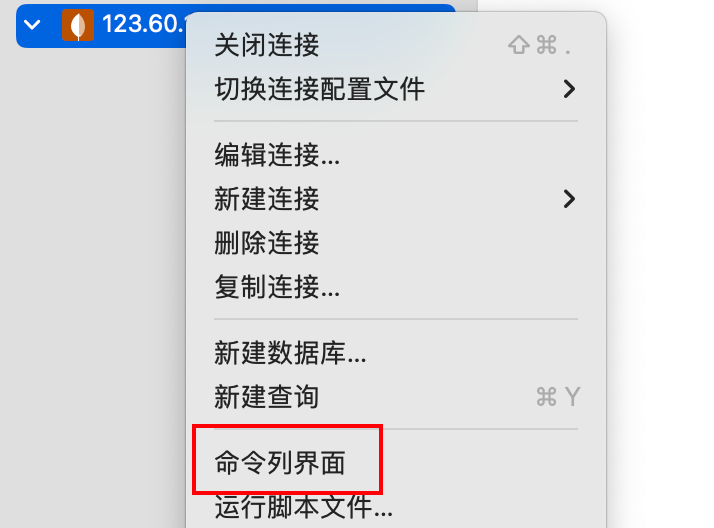 123.60.
关闭连接 ⇧⌘.
切换连接配置文件
编辑连接...
新建连接
删除连接
复制连接...
新建数据库...
新建查询 ⌘Y
命令列界面
运行脚本文件...